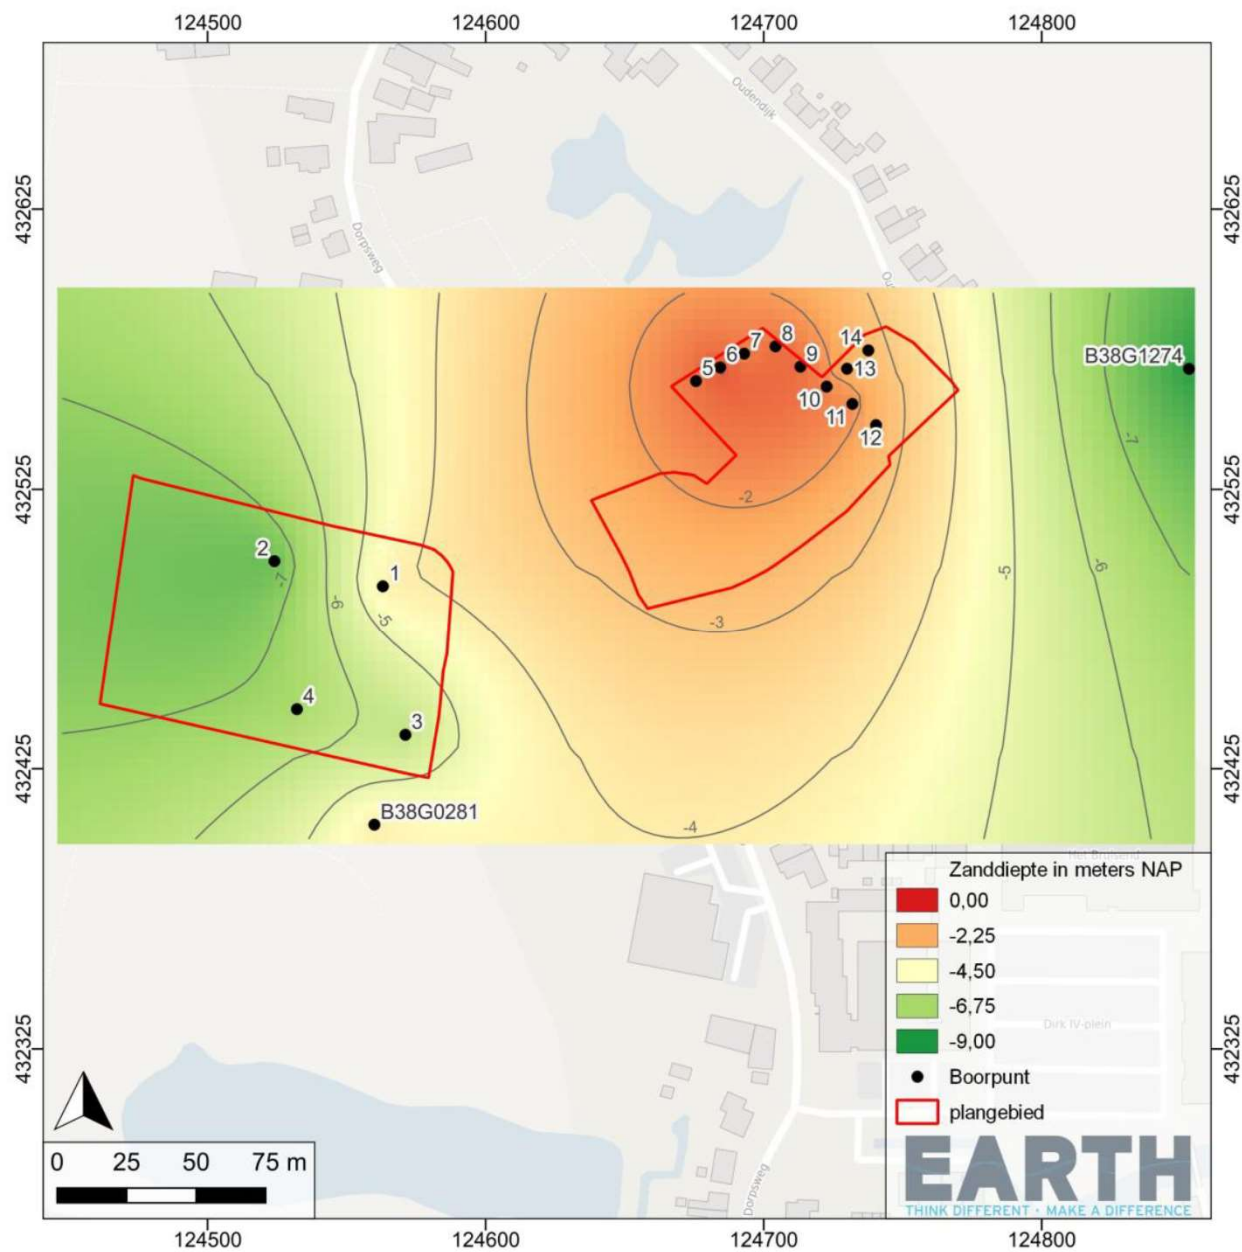 124500 124600 124700 124800
Oudendijk
432625
432625
Dorpsweg
Ou
8
7
14
6
9
B38G1274
5
13
10
11
12
-7
432525
432525
-2
2
1
-7
-6
-5
-6
-5
-3
4
3
432425
432425
B38G0281
-4
Het Bruisend
Zanddiepte in meters NAP
0,00
-2,25
-4,50
-6,75
-9,00
Boorpunt
plangebied
Dirk IV-plein
432325
432325
0 25 50 75 m
Dorpsweg
EARTH
THINK DIFFERENT • MAKE A DIFFERENCE
124500 124600 124700 124800